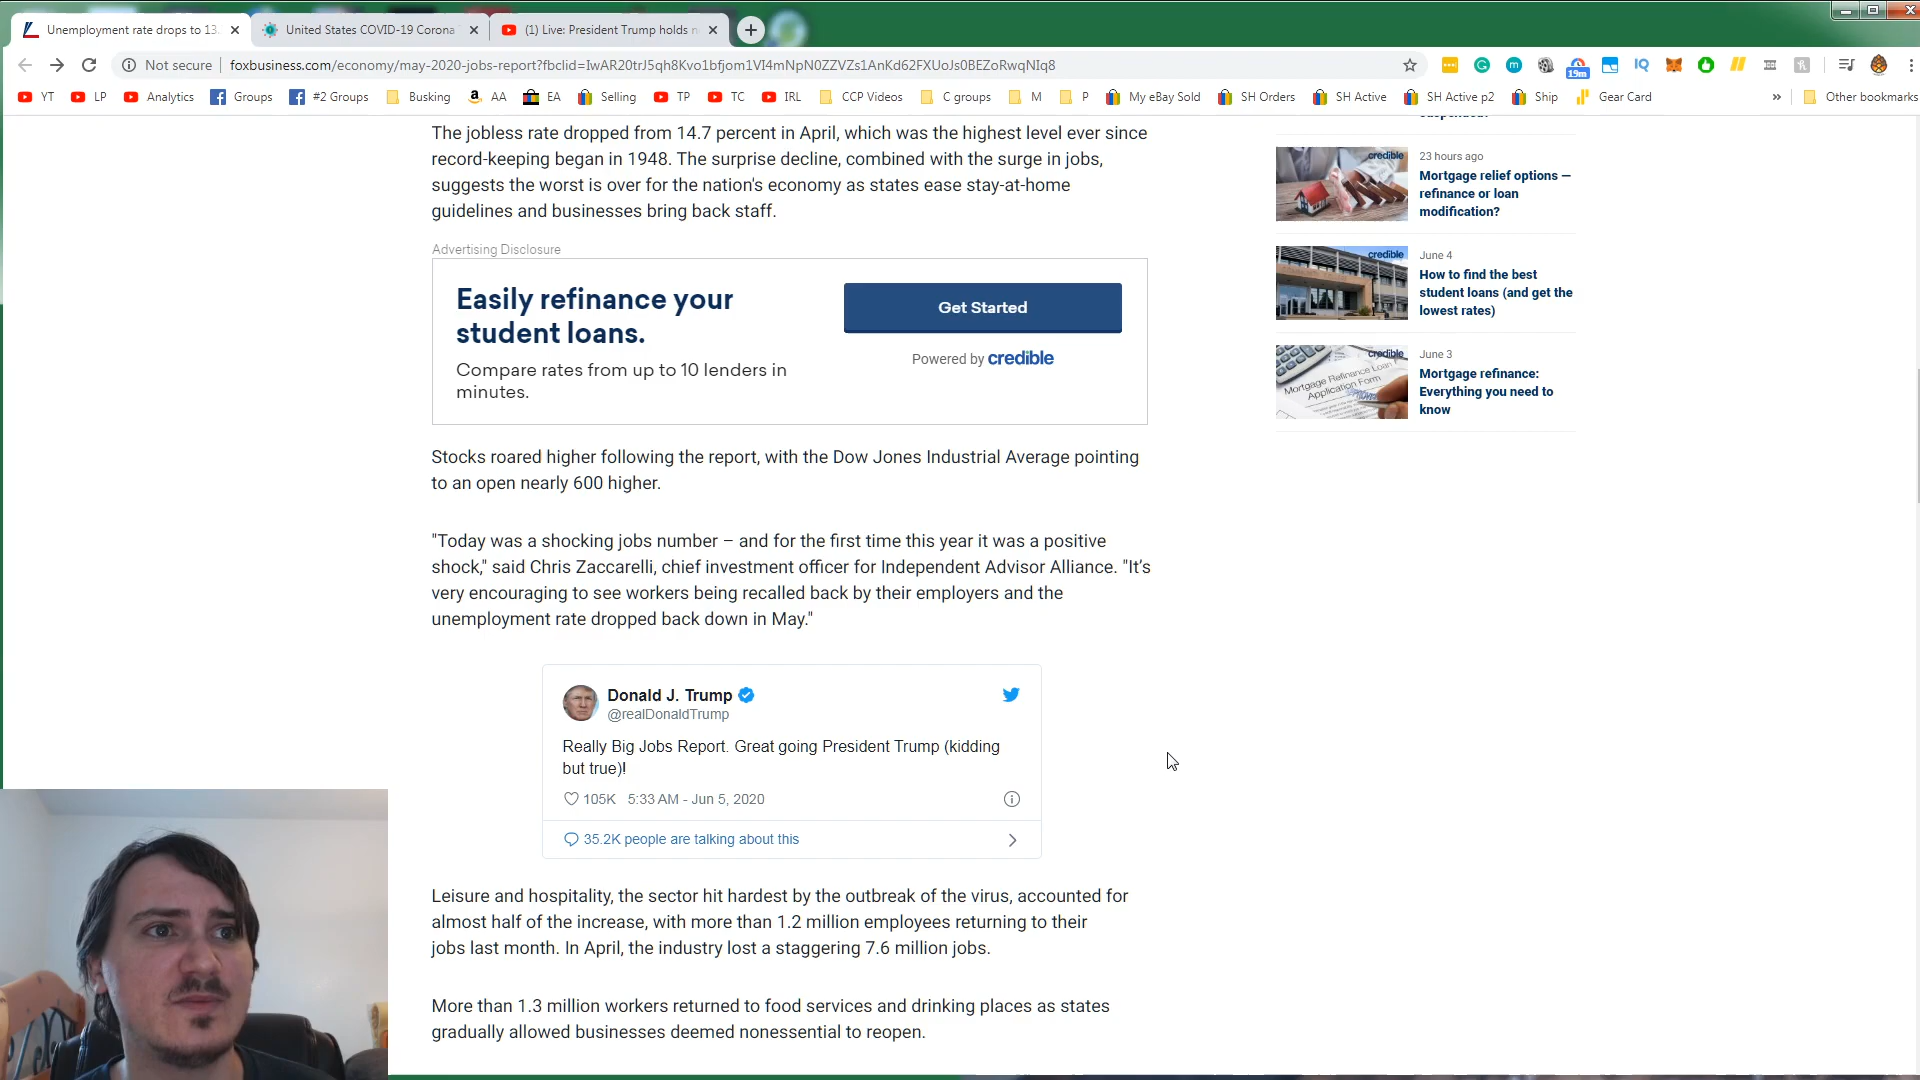 Unemployment rate drops to 13.
United States COVID-19 Corona
(1) Live: President Trump holds n
Not secure
foxbusiness.com/economy/may-2020-jobs-report?fbclid=IwAR20trJ5qh8Kvo1bfjom1VI4mNpN0ZZVZs1AnKd62FXUoJs0BEZoRwqNIq8
19m
YT
LP
Analytics
Groups
#2 Groups
Busking
AA
EA
Selling
TP
TC
IRL
CCP Videos
C groups
M
P
My eBay Sold
SH Orders
SH Active
SH Active p2
Ship
Gear Card
»
Other bookmarks
The jobless rate dropped from 14.7 percent in April, which was the highest level ever since
record-keeping began in 1948. The surprise decline, combined with the surge in jobs,
suggests the worst is over for the nation's economy as states ease stay-at-home
guidelines and businesses bring back staff.
Advertising Disclosure
Easily refinance your
student loans.
Compare rates from up to 10 lenders in
minutes.
Get Started
Powered by credible
Stocks roared higher following the report, with the Dow Jones Industrial Average pointing
to an open nearly 600 higher.
"Today was a shocking jobs number – and for the first time this year it was a positive
shock," said Chris Zaccarelli, chief investment officer for Independent Advisor Alliance. "It's
very encouraging to see workers being recalled back by their employers and the
unemployment rate dropped back down in May."
Donald J. Trump
@realDonaldTrump
Really Big Jobs Report. Great going President Trump (kidding
but true)!
105K 5:33 AM - Jun 5, 2020
35.2K people are talking about this
Leisure and hospitality, the sector hit hardest by the outbreak of the virus, accounted for
almost half of the increase, with more than 1.2 million employees returning to their
jobs last month. In April, the industry lost a staggering 7.6 million jobs.
More than 1.3 million workers returned to food services and drinking places as states
gradually allowed businesses deemed nonessential to reopen.
credible
23 hours ago
Mortgage relief options —
refinance or loan
modification?
credible
June 4
How to find the best
student loans (and get the
lowest rates)
credible
Mortgage Refinance Loan
Application Form
June 3
Mortgage refinance:
Everything you need to
know